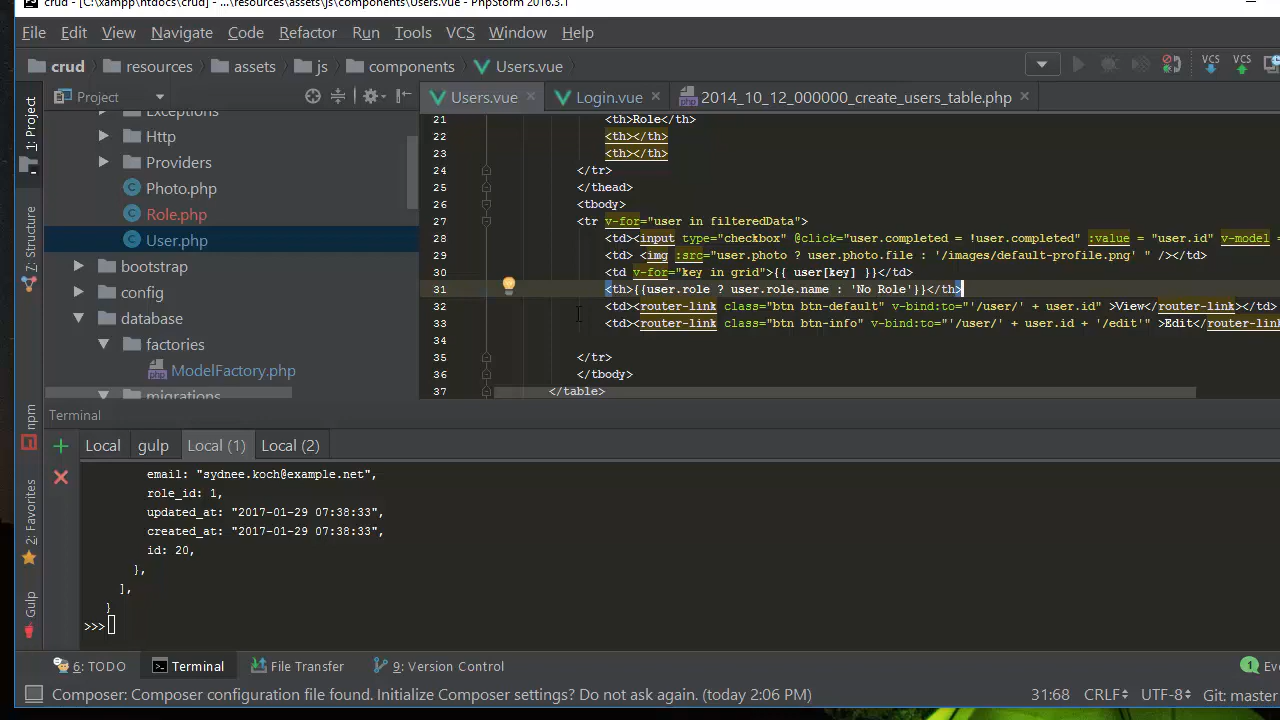 crud - [C:\xampp\htdocs\crud] - ...\resources\assets\js\components\Users.vue - PhpStorm 2016.3.1
File Edit View Navigate Code Refactor Run Tools VCS Window Help
crud resources assets js components Users.vue VCS VCS
1: Project
Project
Users.vue Login.vue 2014_10_12_000000_create_users_table.php
Exceptions
Http
Providers
Photo.php
Role.php
User.php
bootstrap
config
database
factories
ModelFactory.php
migrations
Z: Structure
npm
2: Favorites
Gulp
21 <th>Role</th>
22 <th></th>
23 <th></th>
24 </tr>
25 </thead>
26 <tbody>
27 <tr v-for="user in filteredData">
28 <td><input type="checkbox" @click="user.completed = !user.completed" :value = "user.id" v-model =
29 <td> <img :src="user.photo ? user.photo.file : '/images/default-profile.png' " /></td>
30 <td v-for="key in grid">{{ user[key] }}</td>
31 <th>{{user.role ? user.role.name : 'No Role'}}</th>
32 <td><router-link class="btn btn-default" v-bind:to="'/user/' + user.id" >View</router-link></td>
33 <td><router-link class="btn btn-info" v-bind:to="'/user/' + user.id + '/edit'" >Edit</router-link
34
35 </tr>
36 </tbody>
37 </table>
Terminal
Local gulp Local (1) Local (2)
email: "sydnee.koch@example.net",
role_id: 1,
updated_at: "2017-01-29 07:38:33",
created_at: "2017-01-29 07:38:33",
id: 20,
},
],
}
>>>
6: TODO Terminal File Transfer 9: Version Control 1 Eve
Composer: Composer configuration file found. Initialize Composer settings? Do not ask again. (today 2:06 PM) 31:68 CRLF UTF-8 Git: master